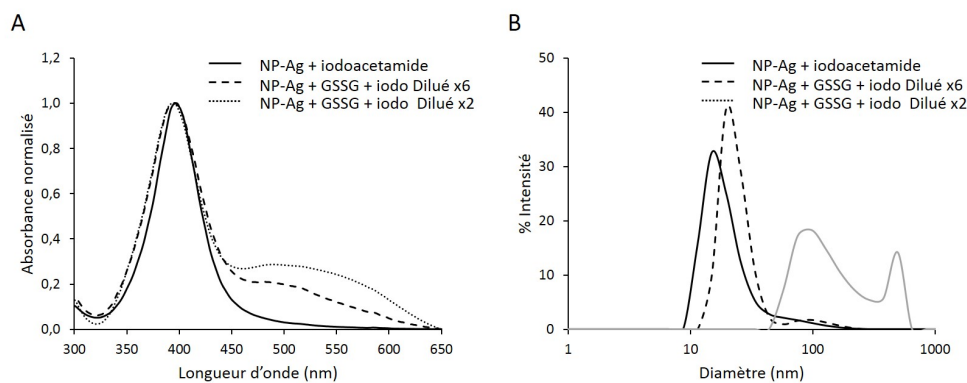 A
1,2
1,0
0,8
0,6
0,4
0,2
0,0
300
350
400
450
500
550
600
650
Absorbance normalisé
Longueur d’onde (nm)
NP-Ag + iodoacetamide
NP-Ag + GSSG + iodo Dilué x6
NP-Ag + GSSG + iodo Dilué x2
B
50
40
30
20
10
0
1
10
100
1000
% Intensité
Diamètre (nm)
NP-Ag + iodoacetamide
NP-Ag + GSSG + iodo Dilué x6
NP-Ag + GSSG + iodo Dilué x2